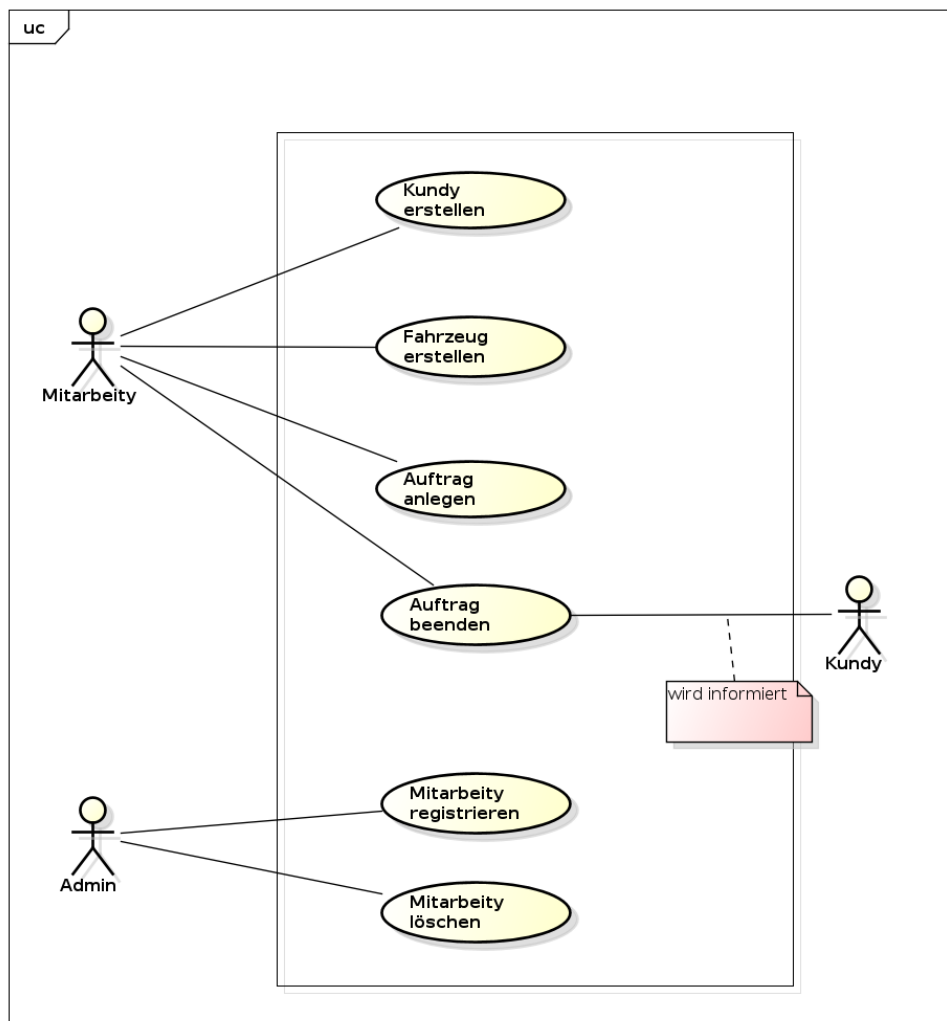 uc
Kundy
erstellen
Fahrzeug
erstellen
Mitarbeity
Auftrag
anlegen
Auftrag
beenden
Kundy
wird informiert
Mitarbeity
registrieren
Admin
Mitarbeity
löschen